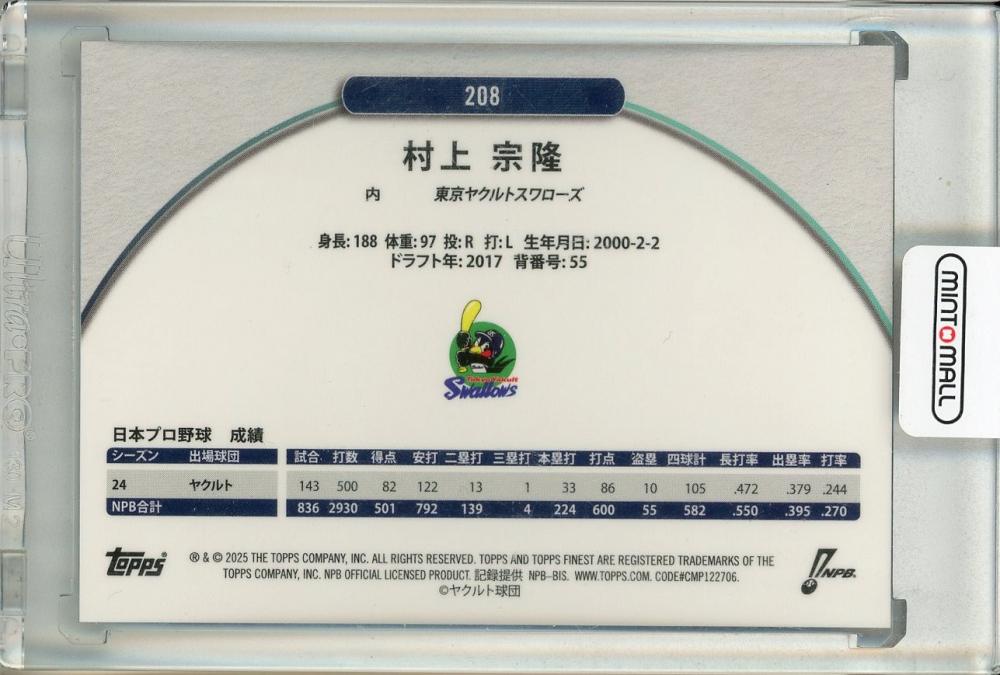 208
村上 宗隆
内 東京ヤクルトスワローズ
身長: 188 体重: 97 投: R 打: L 生年月日: 2000-2-2
ドラフト年: 2017 背番号: 55
Tokyo Yakult
Swallows
日本プロ野球 成績
シーズン 出場球団 試合 打数 得点 安打 二塁打 三塁打 本塁打 打点 盗塁 四球計 長打率 出塁率 打率
24 ヤクルト 143 500 82 122 13 1 33 86 10 105 .472 .379 .244
NPB合計 836 2930 501 792 139 4 224 600 55 582 .550 .395 .270
TOPPS
® & © 2025 THE TOPPS COMPANY, INC. ALL RIGHTS RESERVED. TOPPS AND TOPPS FINEST ARE REGISTERED TRADEMARKS OF THE
TOPPS COMPANY, INC. NPB OFFICIAL LICENSED PRODUCT. 記録提供 NPB-BIS. WWW.TOPPS.COM. CODE#CMP122706.
©ヤクルト球団
NPB.
MINT MALL
Ultra·PRO®